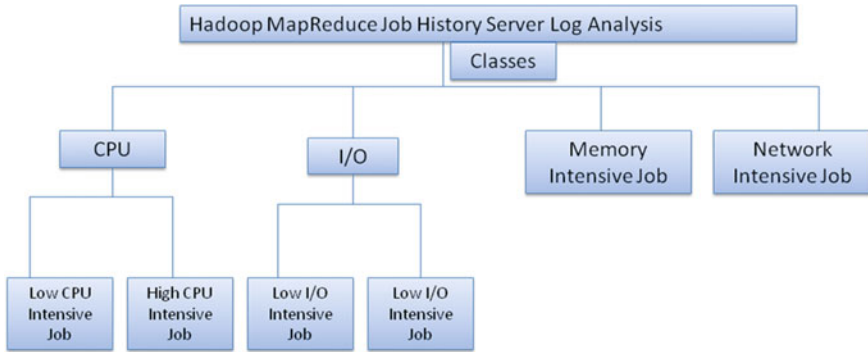 Hadoop MapReduce Job History Server Log Analysis
Classes
CPU
I/O
Memory
Intensive Job
Network
Intensive Job
Low CPU
Intensive
Job
High CPU
Intensive
Job
Low I/O
Intensive
Job
Low I/O
Intensive
Job